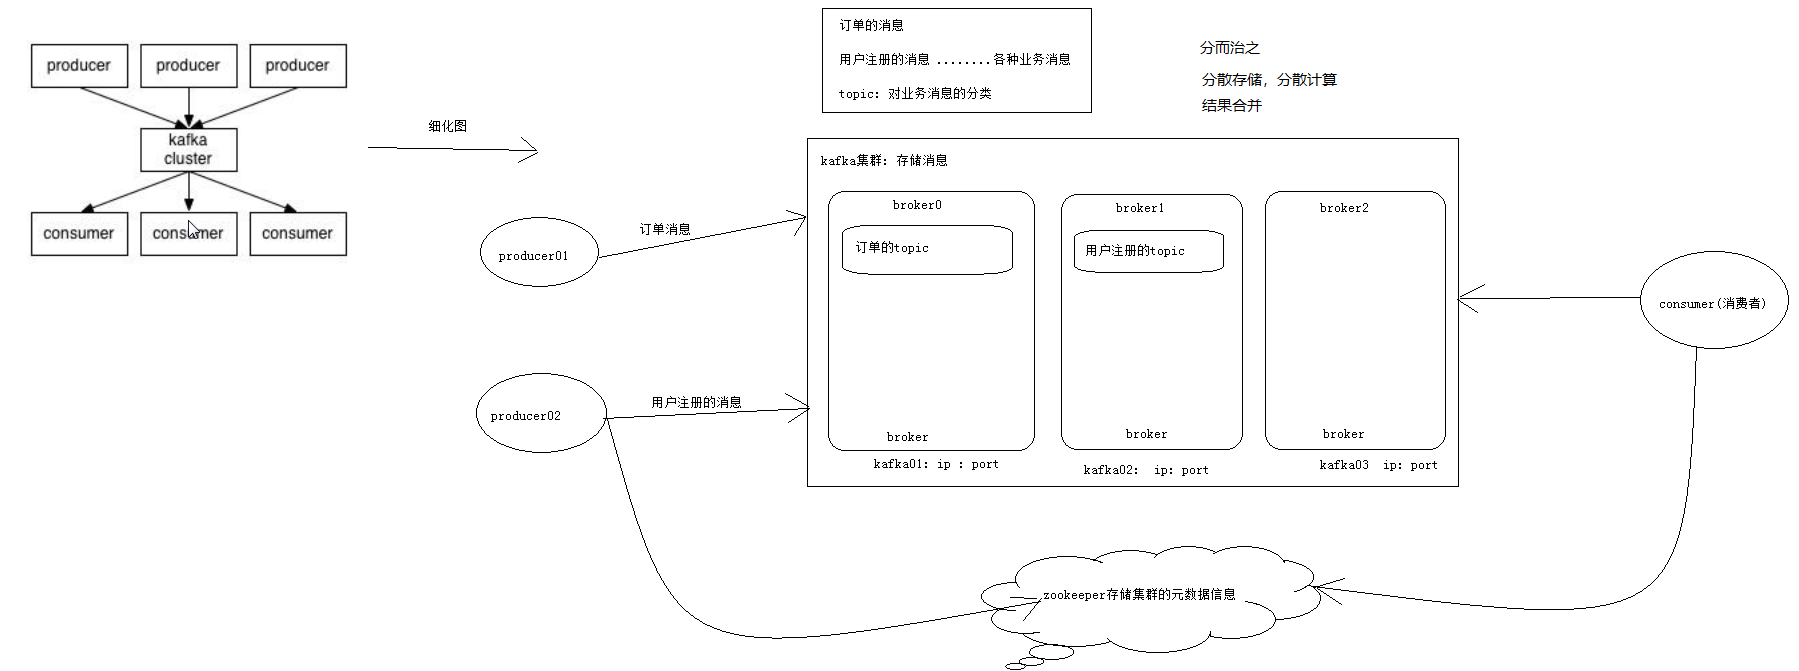 producer
producer
producer
kafka
cluster
consumer
consumer
consumer
细化图
订单的消息
用户注册的消息 ........各种业务消息
topic: 对业务消息的分类
分而治之
分散存储，分散计算
结果合并
kafka集群: 存储消息
broker0
订单的topic
broker
kafka01: ip : port
broker1
用户注册的topic
broker
kafka02: ip: port
broker2
broker
kafka03 ip: port
producer01
订单消息
producer02
用户注册的消息
consumer(消费者)
zookeeper存储集群的元数据信息